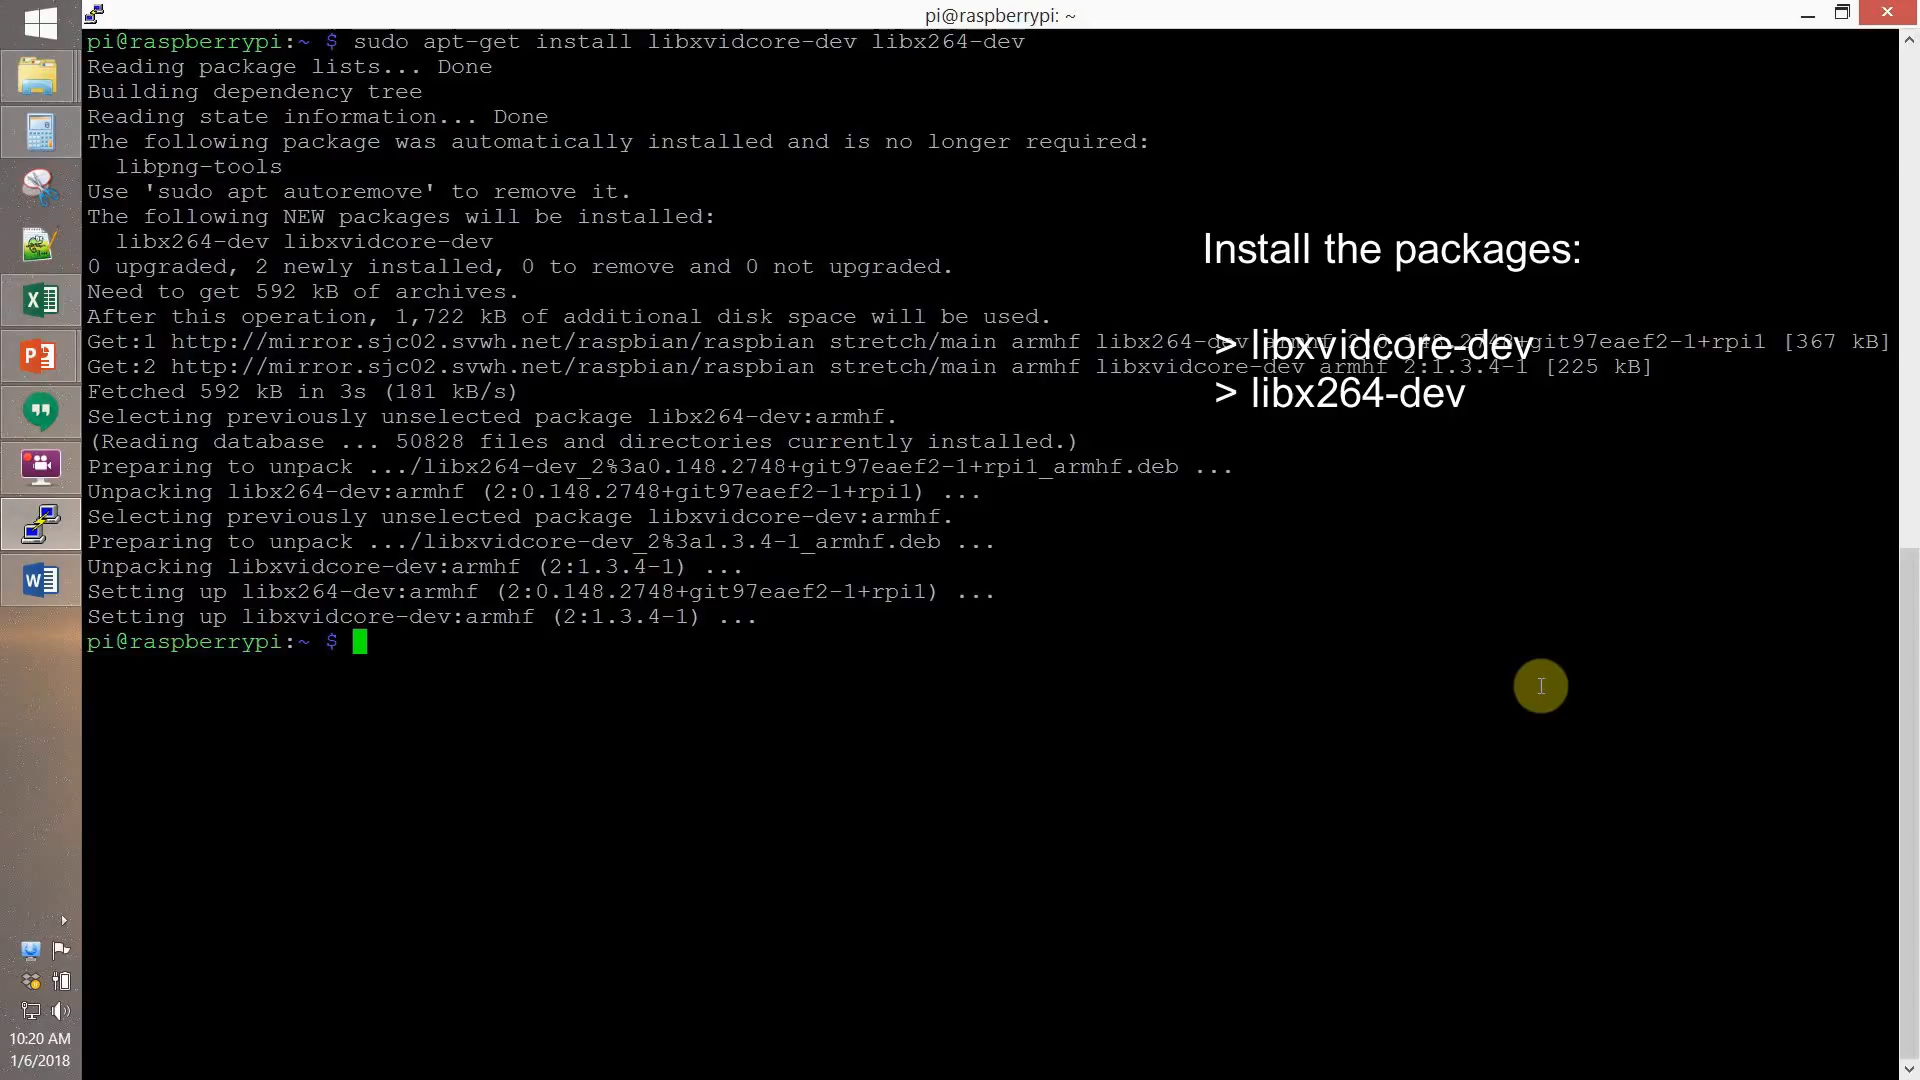 pi@raspberrypi: ~
pi@raspberrypi:~ $ sudo apt-get install libxvidcore-dev libx264-dev
Reading package lists... Done
Building dependency tree
Reading state information... Done
The following package was automatically installed and is no longer required:
libpng-tools
Use 'sudo apt autoremove' to remove it.
The following NEW packages will be installed:
libx264-dev libxvidcore-dev
0 upgraded, 2 newly installed, 0 to remove and 0 not upgraded.
Need to get 592 kB of archives.
After this operation, 1,722 kB of additional disk space will be used.
Get:1 http://mirror.sjc02.svwh.net/raspbian/raspbian stretch/main armhf libx264-dev armhf 2:0.148.2748+git97eaef2-1+rpi1 [367 kB]
Get:2 http://mirror.sjc02.svwh.net/raspbian/raspbian stretch/main armhf libxvidcore-dev armhf 2:1.3.4-1 [225 kB]
Fetched 592 kB in 3s (181 kB/s)
Selecting previously unselected package libx264-dev:armhf.
(Reading database ... 50828 files and directories currently installed.)
Preparing to unpack .../libx264-dev_2%3a0.148.2748+git97eaef2-1+rpi1_armhf.deb ...
Unpacking libx264-dev:armhf (2:0.148.2748+git97eaef2-1+rpi1) ...
Selecting previously unselected package libxvidcore-dev:armhf.
Preparing to unpack .../libxvidcore-dev_2%3a1.3.4-1_armhf.deb ...
Unpacking libxvidcore-dev:armhf (2:1.3.4-1) ...
Setting up libx264-dev:armhf (2:0.148.2748+git97eaef2-1+rpi1) ...
Setting up libxvidcore-dev:armhf (2:1.3.4-1) ...
pi@raspberrypi:~ $
Install the packages:
> libxvidcore-dev
> libx264-dev
10:20 AM
1/6/2018